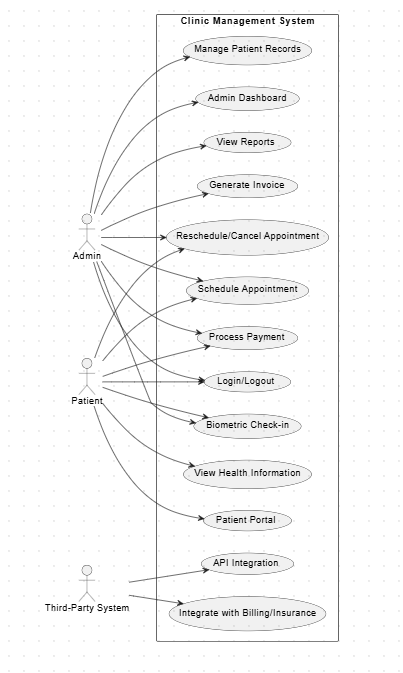 Clinic Management System
Manage Patient Records
Admin Dashboard
View Reports
Generate Invoice
Reschedule/Cancel Appointment
Admin
Schedule Appointment
Process Payment
Login/Logout
Patient
Biometric Check-in
View Health Information
Patient Portal
API Integration
Third-Party System
Integrate with Billing/Insurance